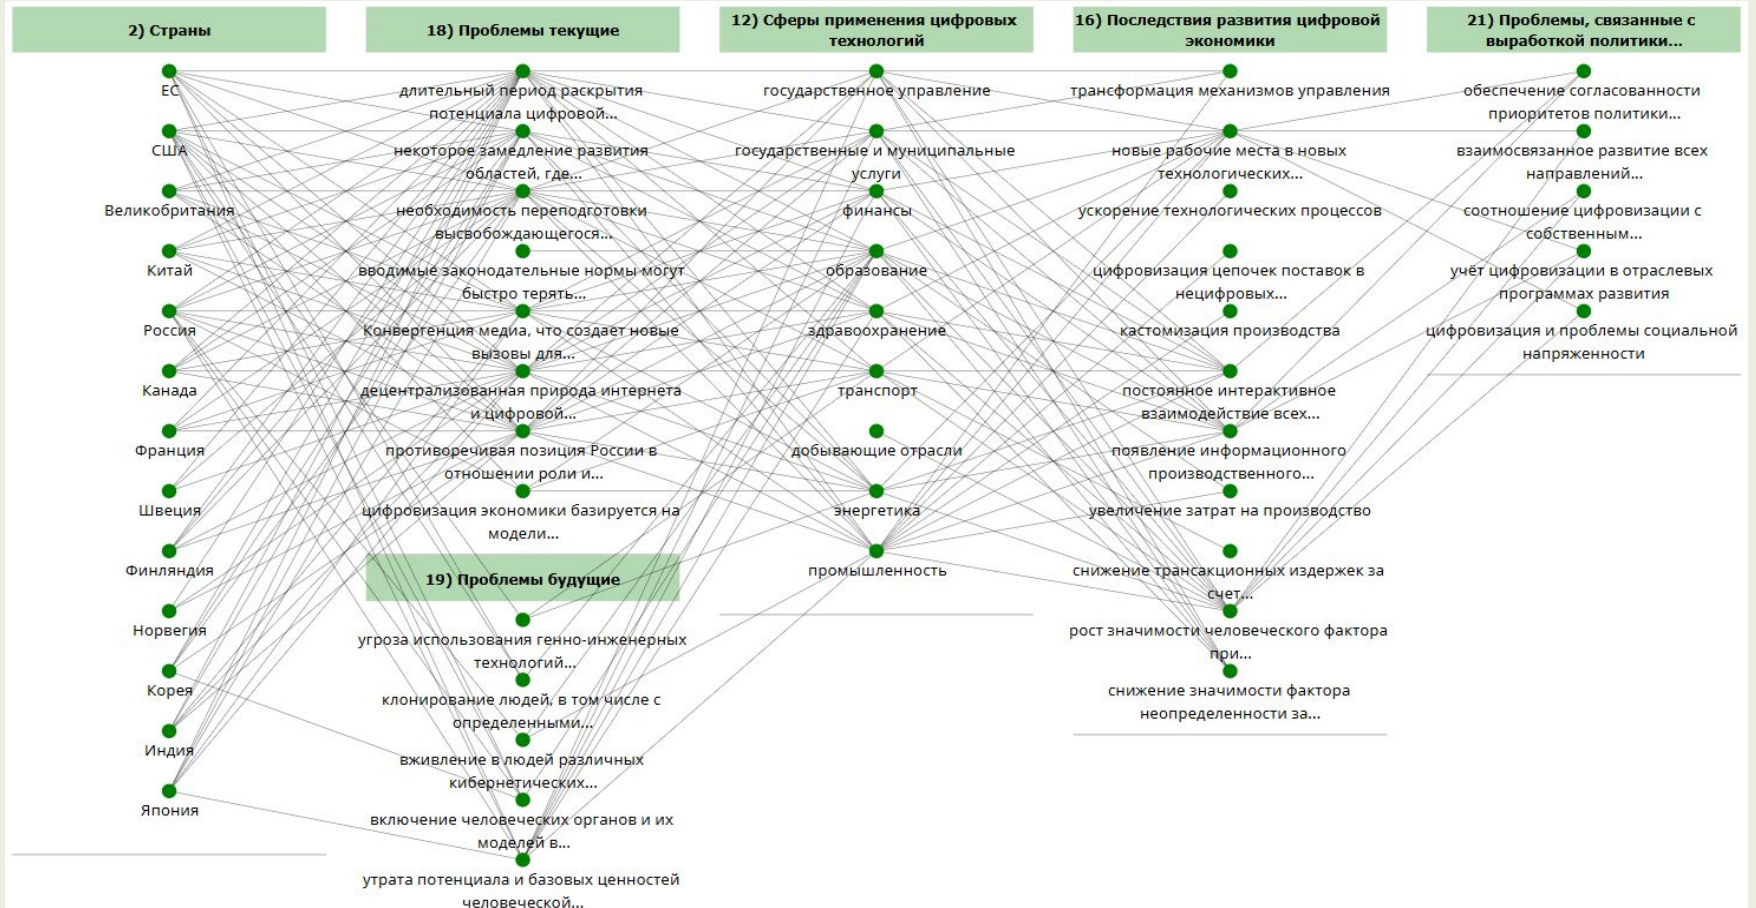 2) Страны
ЕС
США
Великобритания
Китай
Россия
Канада
Франция
Швеция
Финляндия
Норвегия
Корея
Индия
Япония
18) Проблемы текущие
длительный период раскрытия
потенциала цифровой...
некоторое замедление развития
областей, где...
необходимость переподготовки
высвобождающегося...
вводимые законодательные нормы могут
быстро терять...
Конвергенция медиа, что создает новые
вызовы для...
децентрализованная природа интернета
и цифровой...
противоречивая позиция России в
отношении роли и...
цифровизация экономики базируется на
модели...
19) Проблемы будущие
угроза использования генно-инженерных
технологий...
клонирование людей, в том числе с
определенными...
вживление в людей различных
кибернетических...
включение человеческих органов и их
моделей в...
утрата потенциала и базовых ценностей
человеческой...
12) Сферы применения цифровых
технологий
государственное управление
государственные и муниципальные
услуги
финансы
образование
здравоохранение
транспорт
добывающие отрасли
энергетика
промышленность
16) Последствия развития цифровой
экономики
трансформация механизмов управления
новые рабочие места в новых
технологических...
ускорение технологических процессов
цифровизация цепочек поставок в
нецифровых...
кастомизация производства
постоянное интерактивное
взаимодействие всех...
появление информационного
производственного...
увеличение затрат на производство
снижение трансакционных издержек за
счет...
рост значимости человеческого фактора
при...
снижение значимости фактора
неопределенности за...
21) Проблемы, связанные с
выработкой политики...
обеспечение согласованности
приоритетов политики...
взаимосвязанное развитие всех
направлений...
соотношение цифровизации с
собственным...
учёт цифровизации в отраслевых
программах развития
цифровизация и проблемы социальной
напряженности